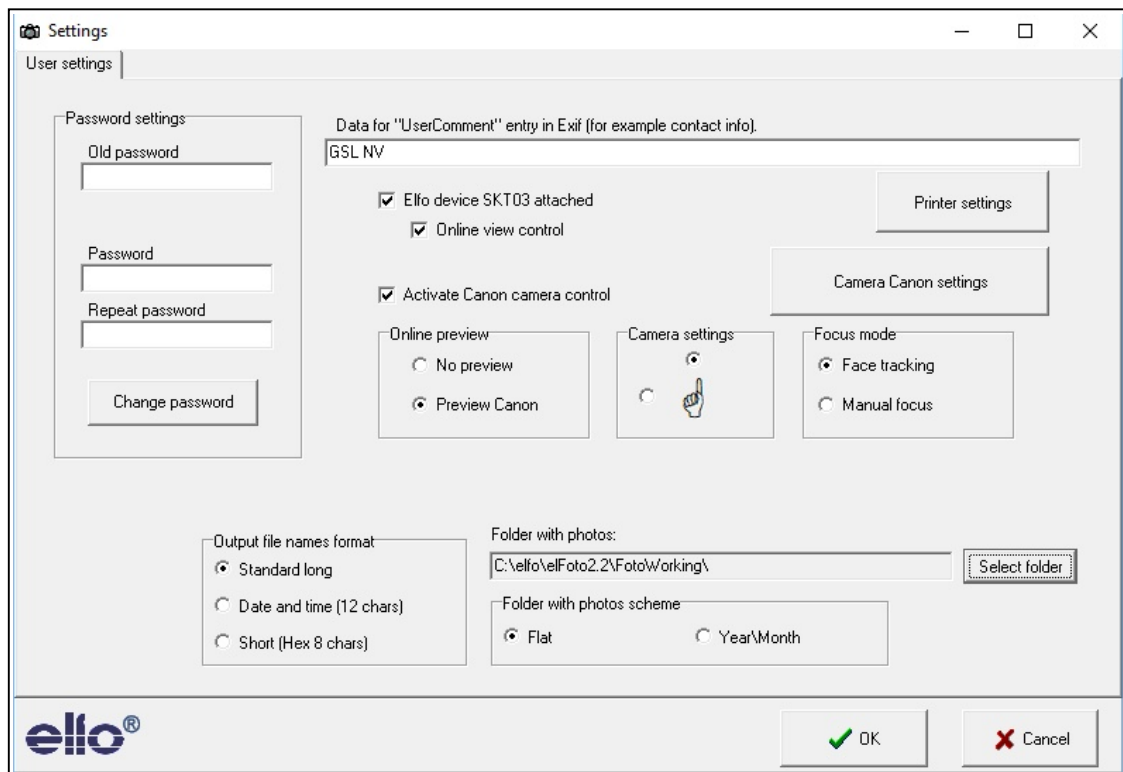 Settings
User settings
Password settings
Old password
Password
Repeat password
Change password
Data for "UserComment" entry in Exif (for example contact info).
GSL NV
Elfo device SKT03 attached
Online view control
Printer settings
Activate Canon camera control
Camera Canon settings
Online preview
No preview
Preview Canon
Camera settings
Focus mode
Face tracking
Manual focus
Output file names format
Standard long
Date and time (12 chars)
Short (Hex 8 chars)
Folder with photos:
C:\elfo\elFoto2.2\FotoWorking\
Select folder
Folder with photos scheme
Flat
Year\Month
elfo®
OK
Cancel